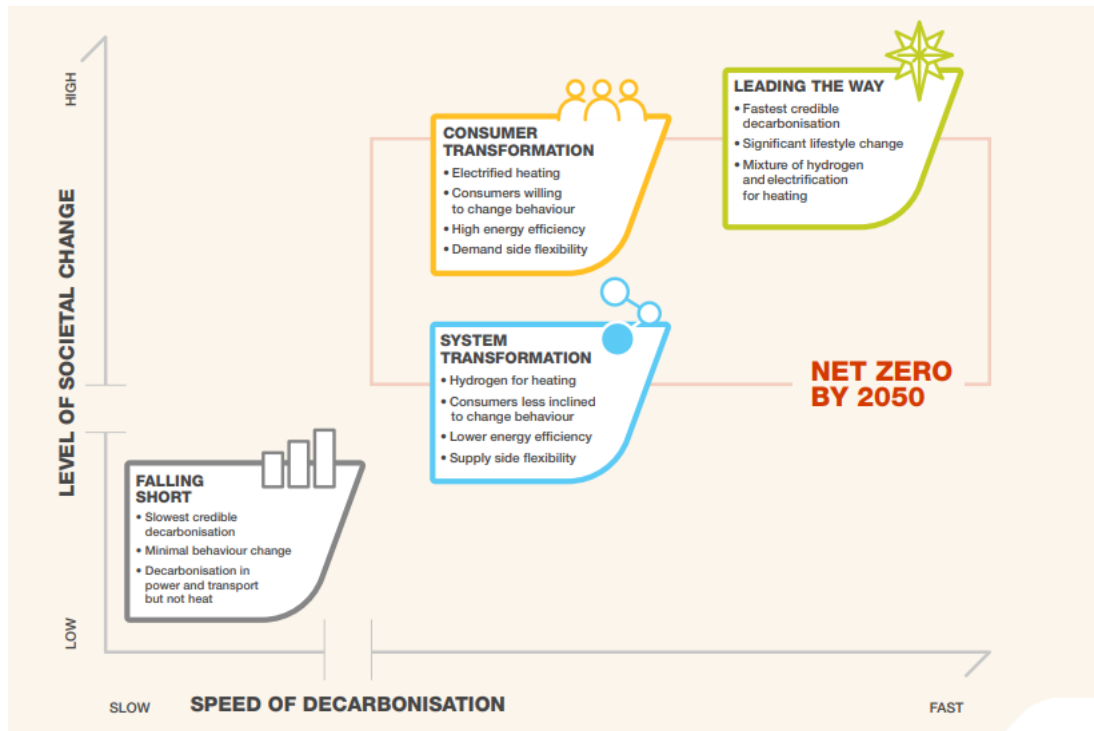 HIGH
LEVEL OF SOCIETAL CHANGE
LOW
LEADING THE WAY
• Fastest credible
decarbonisation
• Significant lifestyle change
• Mixture of hydrogen
and electrification
for heating
CONSUMER
TRANSFORMATION
• Electrified heating
• Consumers willing
to change behaviour
• High energy efficiency
• Demand side flexibility
SYSTEM
TRANSFORMATION
• Hydrogen for heating
• Consumers less inclined
to change behaviour
• Lower energy efficiency
• Supply side flexibility
NET ZERO
BY 2050
FALLING
SHORT
• Slowest credible
decarbonisation
• Minimal behaviour change
• Decarbonisation in
power and transport
but not heat
SLOW
SPEED OF DECARBONISATION
FAST